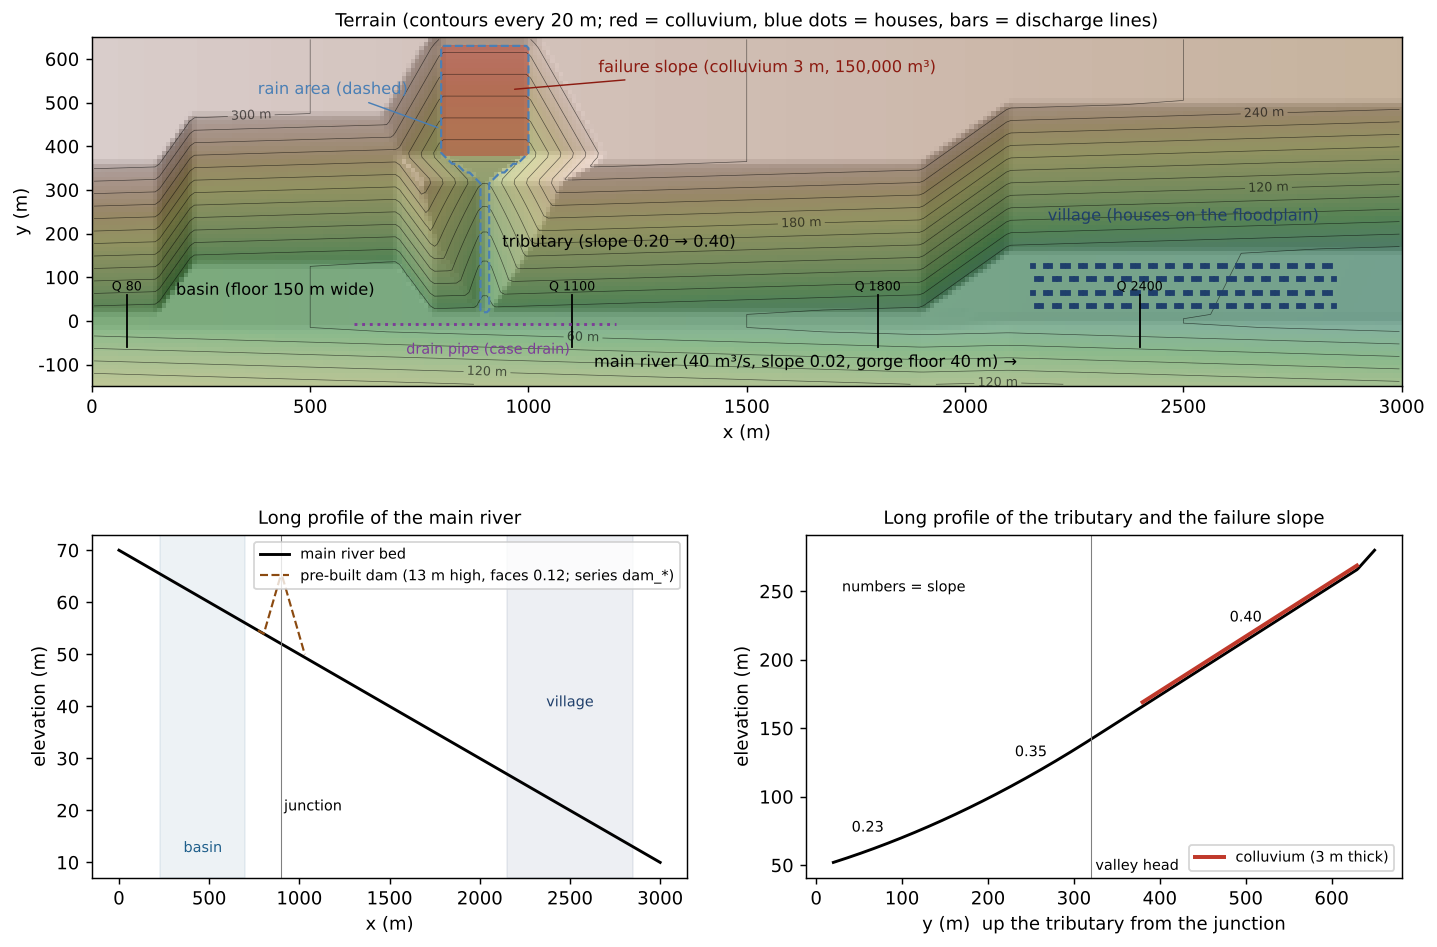 Terrain (contours every 20 m; red = colluvium, blue dots = houses, bars = discharge lines)
y (m)
600
500
400
300
200
100
0
-100
rain area (dashed)
failure slope (colluvium 3 m, 150,000 m³)
300 m
240 m
120 m
180 m
village (houses on the floodplain)
tributary (slope 0.20 → 0.40)
Q 80
basin (floor 150 m wide)
Q 1100
Q 1800
Q 2400
60 m
drain pipe (case drain)
main river (40 m³/s, slope 0.02, gorge floor 40 m) →
120 m
120 m
0
500
1000
1500
2000
2500
3000
x (m)
Long profile of the main river
elevation (m)
70
60
50
40
30
20
10
main river bed
pre-built dam (13 m high, faces 0.12; series dam_*)
village
junction
basin
0
500
1000
1500
2000
2500
3000
x (m)
Long profile of the tributary and the failure slope
elevation (m)
250
200
150
100
50
numbers = slope
0.40
0.35
0.23
valley head
colluvium (3 m thick)
0
100
200
300
400
500
600
y (m)  up the tributary from the junction